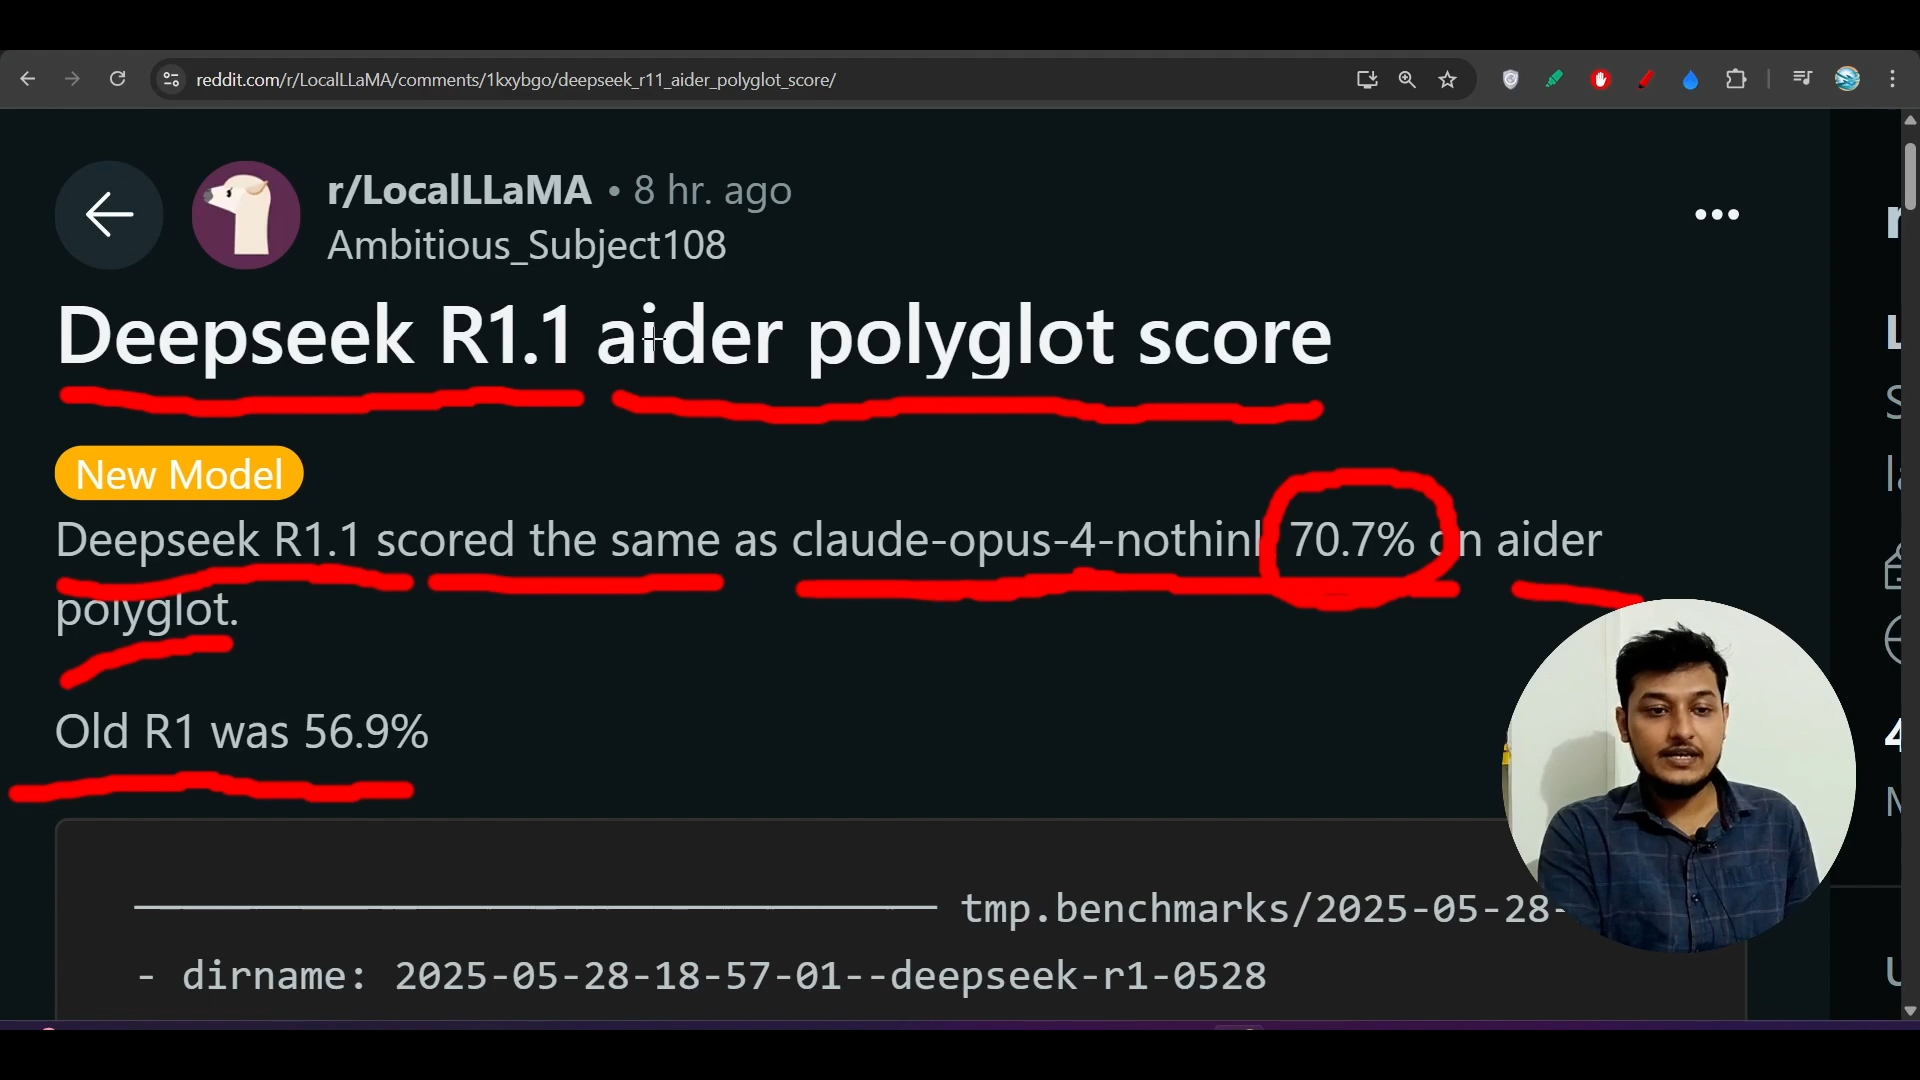 reddit.com/r/LocalLLaMA/comments/1kxybgo/deepseek_r11_aider_polyglot_score/
r/LocalLLaMA • 8 hr. ago
Ambitious_Subject108
Deepseek R1.1 aider polyglot score
New Model
Deepseek R1.1 scored the same as claude-opus-4-nothink 70.7% on aider
polyglot.
Old R1 was 56.9%
tmp.benchmarks/2025-05-28-
- dirname: 2025-05-28-18-57-01--deepseek-r1-0528